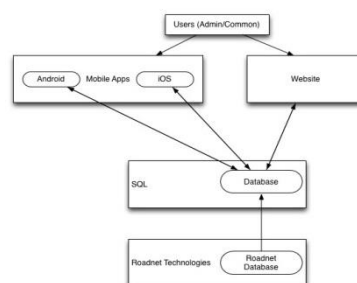 Users (Admin/Common)
Android Mobile Apps iOS
Website
SQL Database
Roadnet Technologies Roadnet
Database